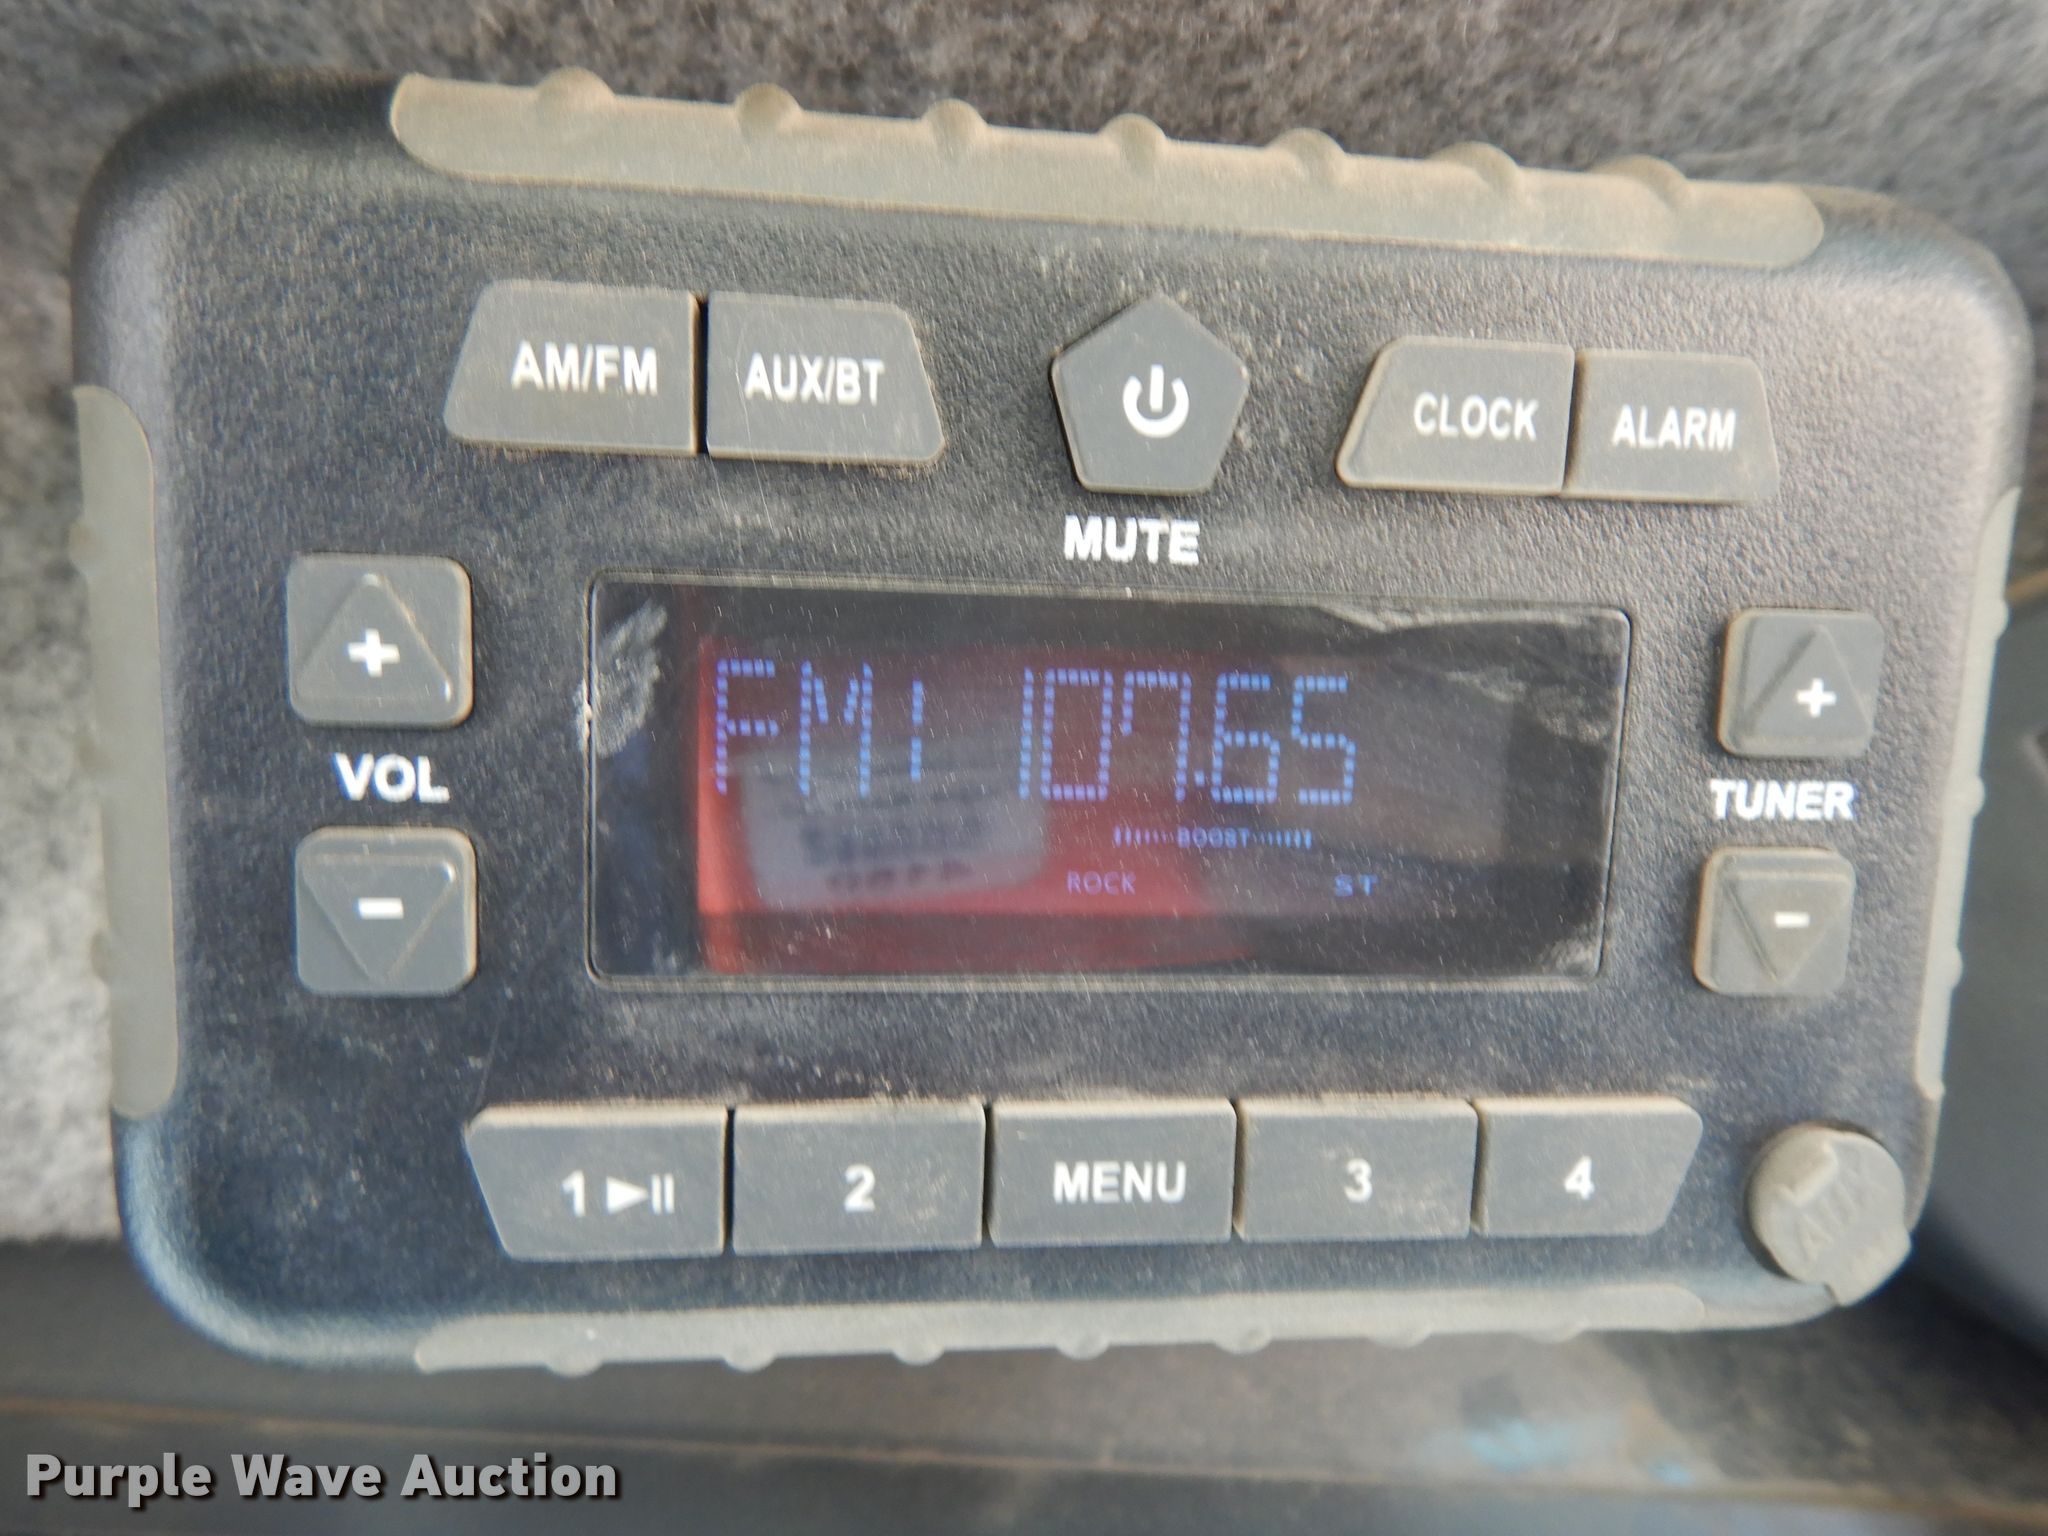 AM/FM AUX/BT CLOCK ALARM
MUTE
VOL
FM1 107.65
BOOST
ROCK ST
TUNER
1 2 MENU 3 4
Purple Wave Auction